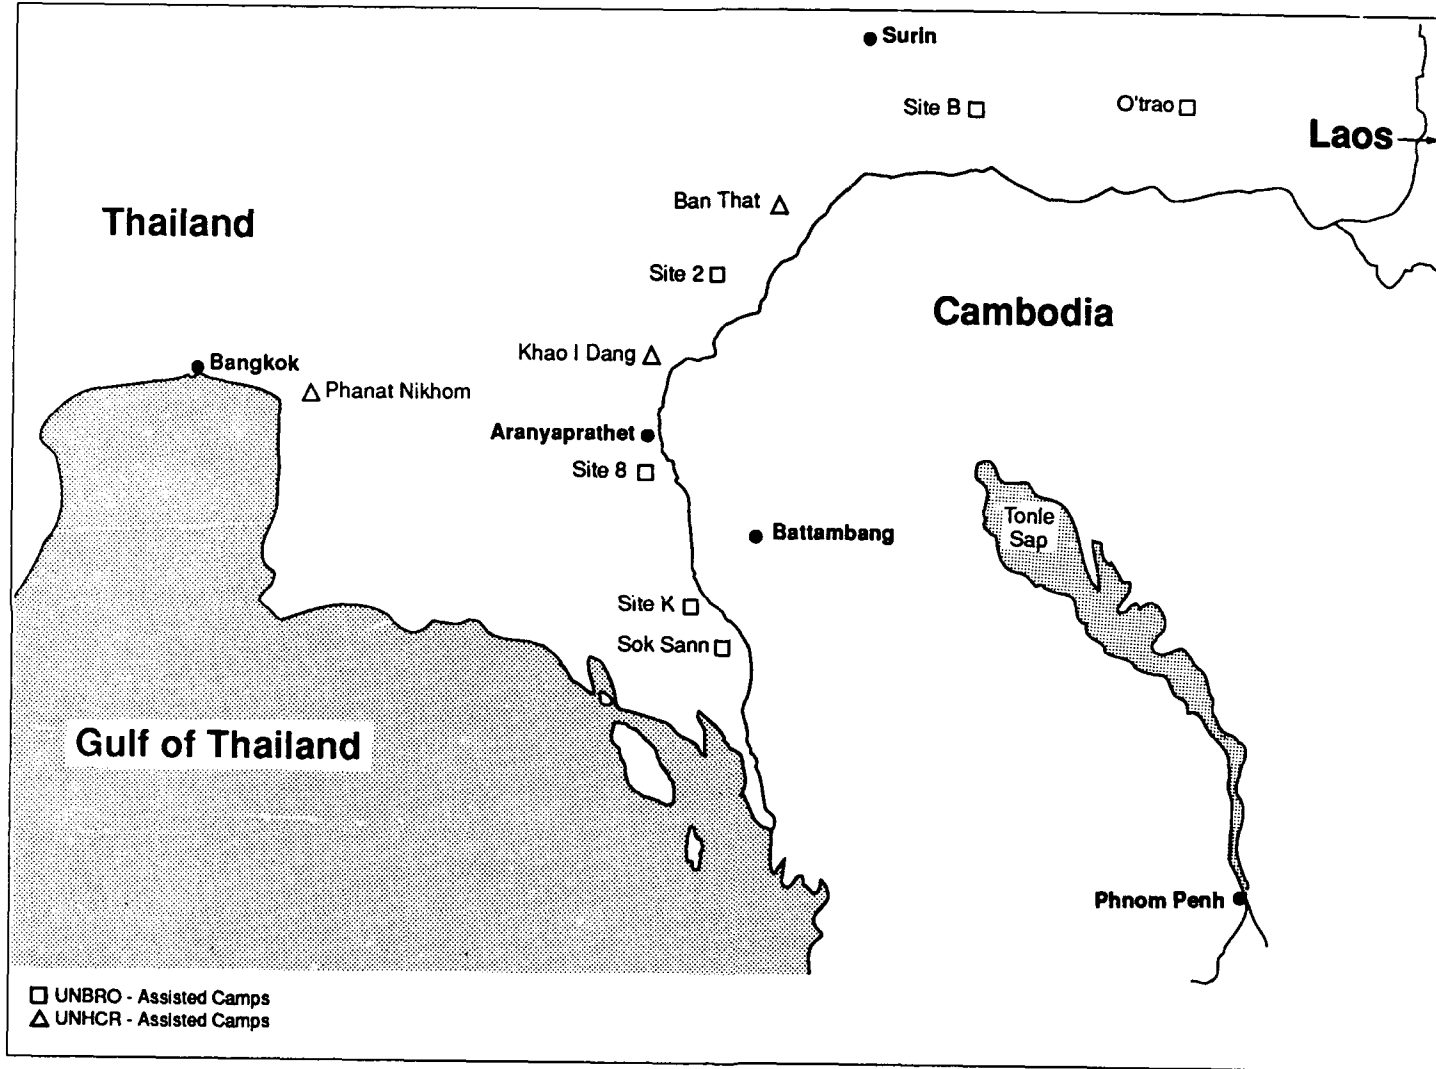 Surin
Site B
O'trao
Laos
Ban That
Thailand
Site 2
Cambodia
Khao I Dang
Bangkok
Phanat Nikhom
Aranyaprathet
Site 8
Tonle
Sap
Battambang
Site K
Sok Sann
Gulf of Thailand
Phnom Penh
UNBRO - Assisted Camps
UNHCR - Assisted Camps